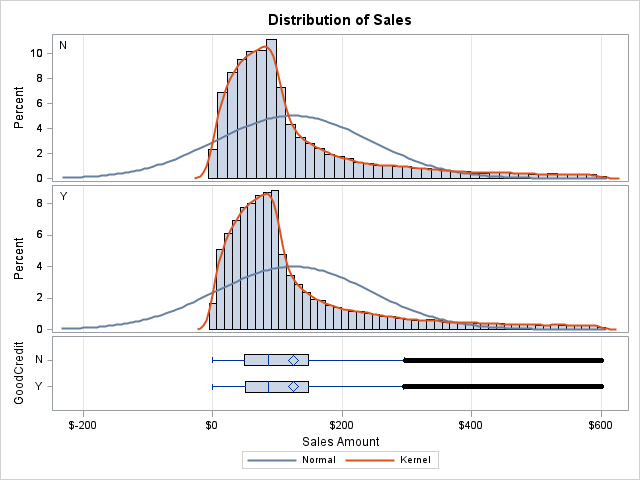 Distribution of Sales
N
Percent
10
8
6
4
2
0
Y
Percent
8
6
4
2
0
GoodCredit
N
Y
$-200 $0 $200 $400 $600
Sales Amount
Normal Kernel